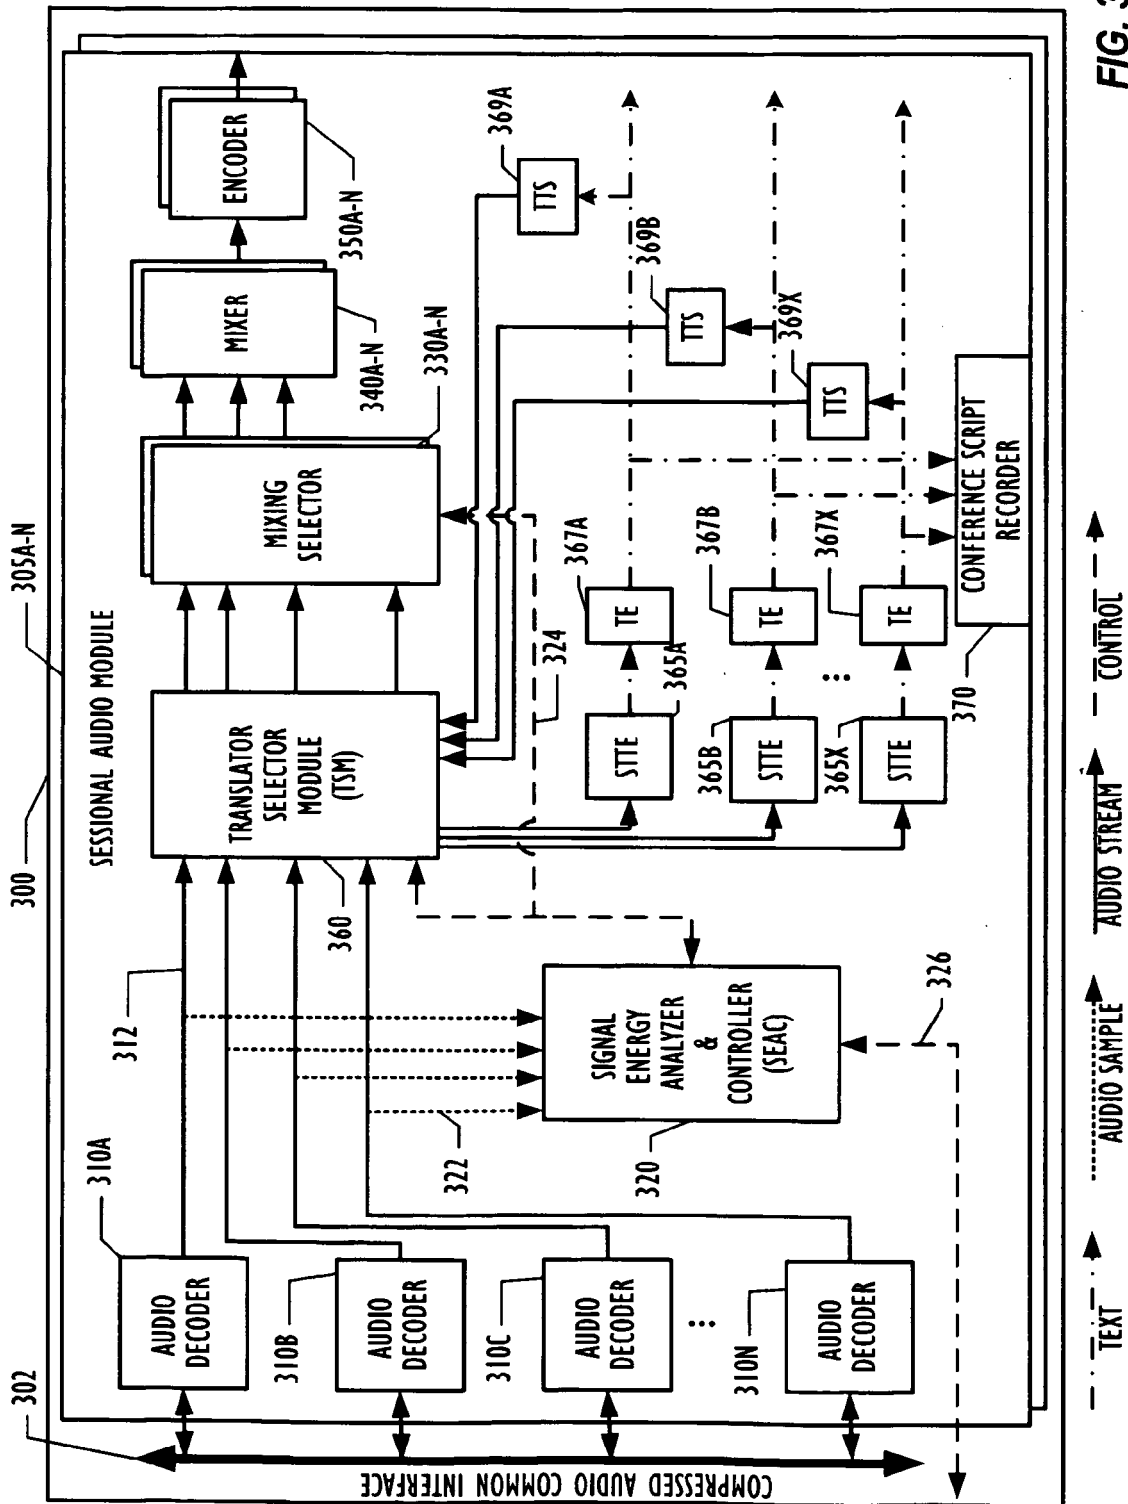 300
305A-N
SESSIONAL AUDIO MODULE
302
COMPRESSED AUDIO COMMON INTERFACE
310A
AUDIO
DECODER
310B
AUDIO
DECODER
310C
AUDIO
DECODER
...
310N
AUDIO
DECODER
312
322
SIGNAL
ENERGY
ANALYZER
&
CONTROLLER
(SEAC)
320
326
324
TRANSLATOR
SELECTOR
MODULE
(TSM)
360
MIXING
SELECTOR
330A-N
MIXER
340A-N
ENCODER
350A-N
STTE
365A
TE
367A
TTS
369A
STTE
365B
TE
367B
TTS
369B
...
STTE
365X
TE
367X
TTS
369X
CONFERENCE SCRIPT
RECORDER
370
TEXT
AUDIO SAMPLE
AUDIO STREAM
CONTROL
FIG. 3